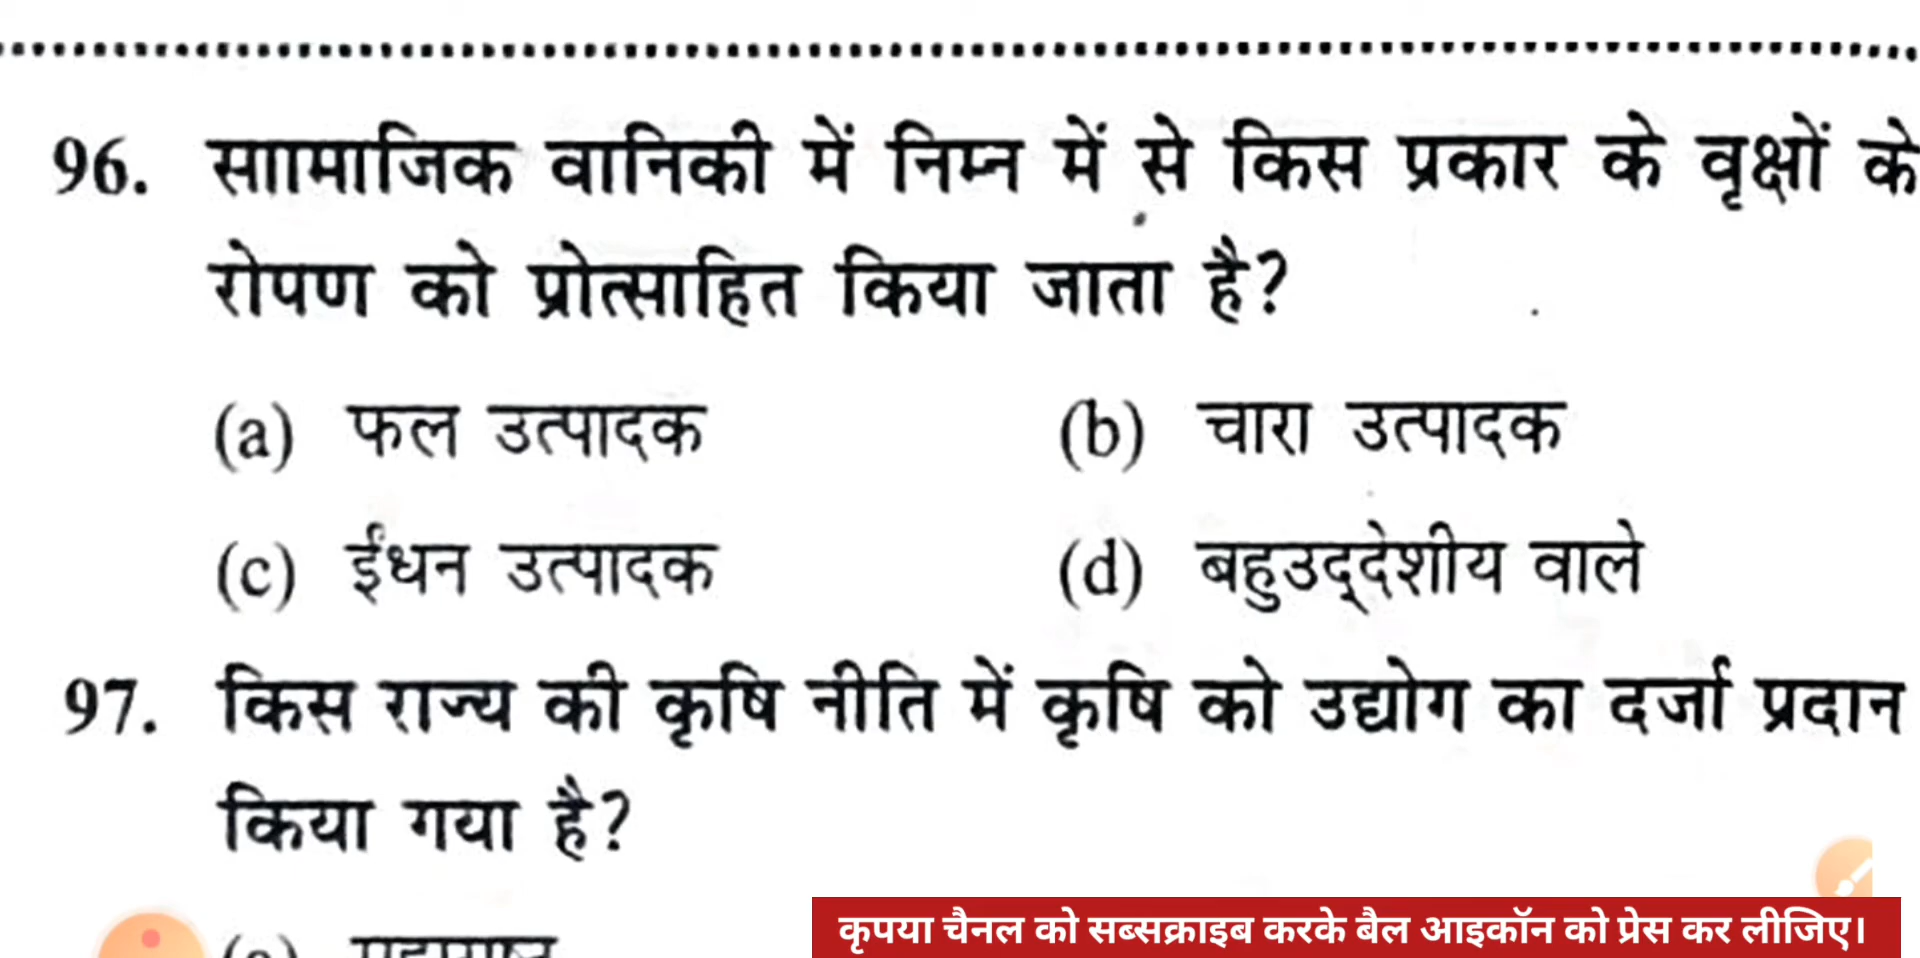 96. साामाजिक वानिकी में निम्न में से किस प्रकार के वृक्षों के
रोपण को प्रोत्साहित किया जाता है?
(a) फल उत्पादक (b) चारा उत्पादक
(c) ईंधन उत्पादक (d) बहुउद्देशीय वाले
97. किस राज्य की कृषि नीति में कृषि को उद्योग का दर्जा प्रदान
किया गया है?
कृपया चैनल को सब्सक्राइब करके बैल आइकॉन को प्रेस कर लीजिए।